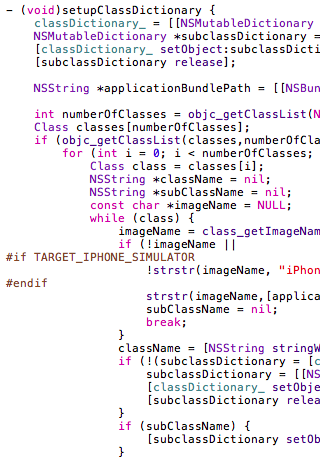 - (void)setupClassDictionary {
classDictionary_ = [[NSMutableDictionary
NSMutableDictionary *subclassDictionary =
[classDictionary_ setObject:subclassDicti
[subclassDictionary release];
NSString *applicationBundlePath = [[NSBun
int numberOfClasses = objc_getClassList(N
Class classes[numberOfClasses];
if (objc_getClassList(classes,numberOfCla
for (int i = 0; i < numberOfClasses;
Class class = classes[i];
NSString *className = nil;
NSString *subClassName = nil;
const char *imageName = NULL;
while (class) {
imageName = class_getImageNam
if (!imageName ||
#if TARGET_IPHONE_SIMULATOR
!strstr(imageName, "iPhon
#endif
strstr(imageName,[applica
subClassName = nil;
break;
}
className = [NSString stringW
if (!(subclassDictionary = [c
subclassDictionary = [[NS
[classDictionary_ setObje
[subclassDictionary relea
}
if (subClassName) {
[subclassDictionary setOb
}